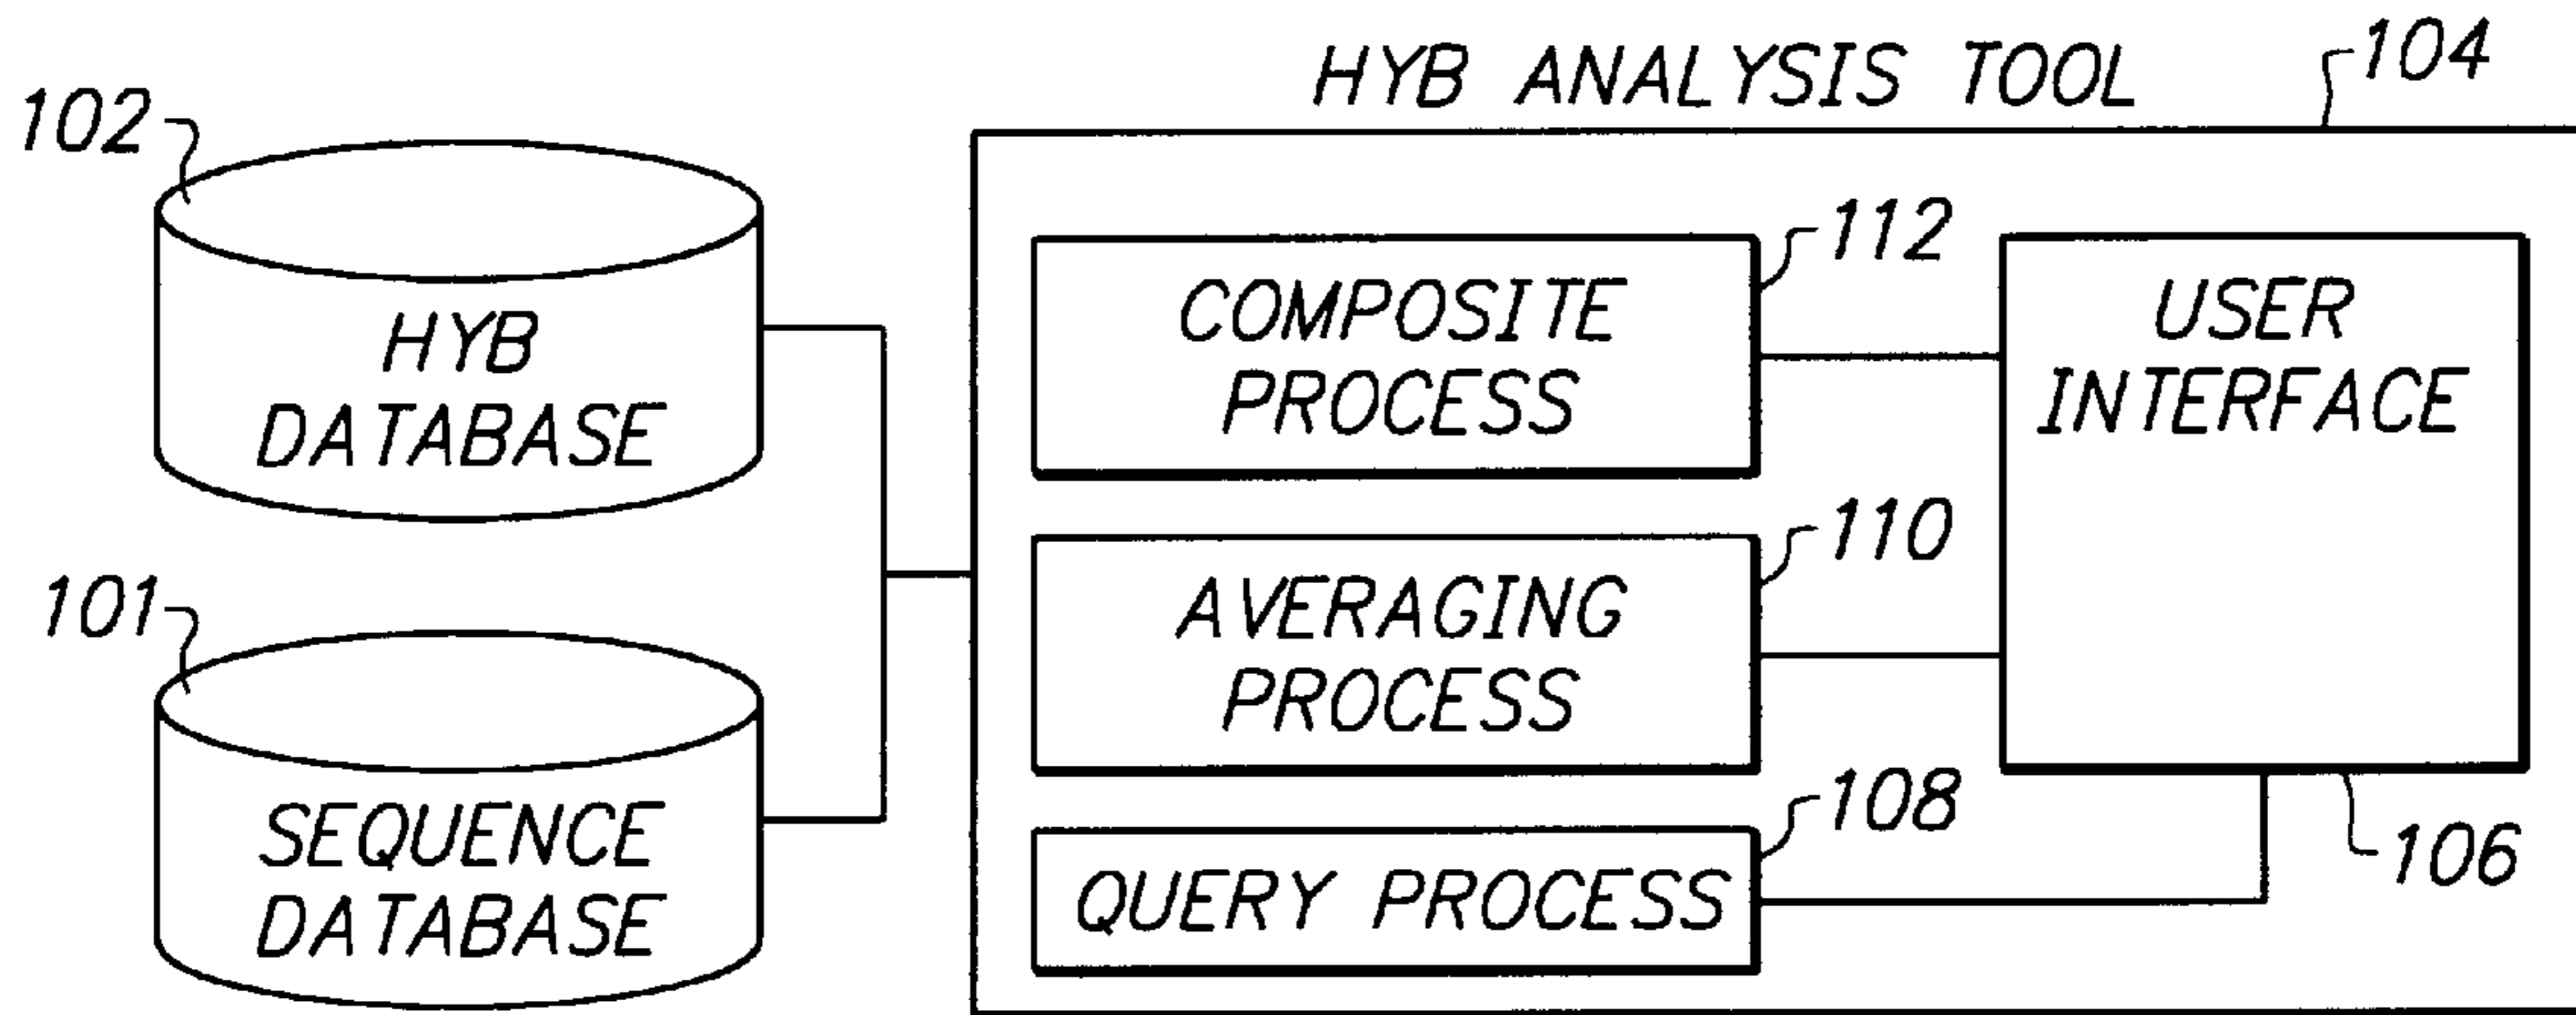 HYB ANALYSIS TOOL
104
102
HYB
DATABASE
101
SEQUENCE
DATABASE
112
COMPOSITE
PROCESS
110
AVERAGING
PROCESS
108
QUERY PROCESS
USER
INTERFACE
106